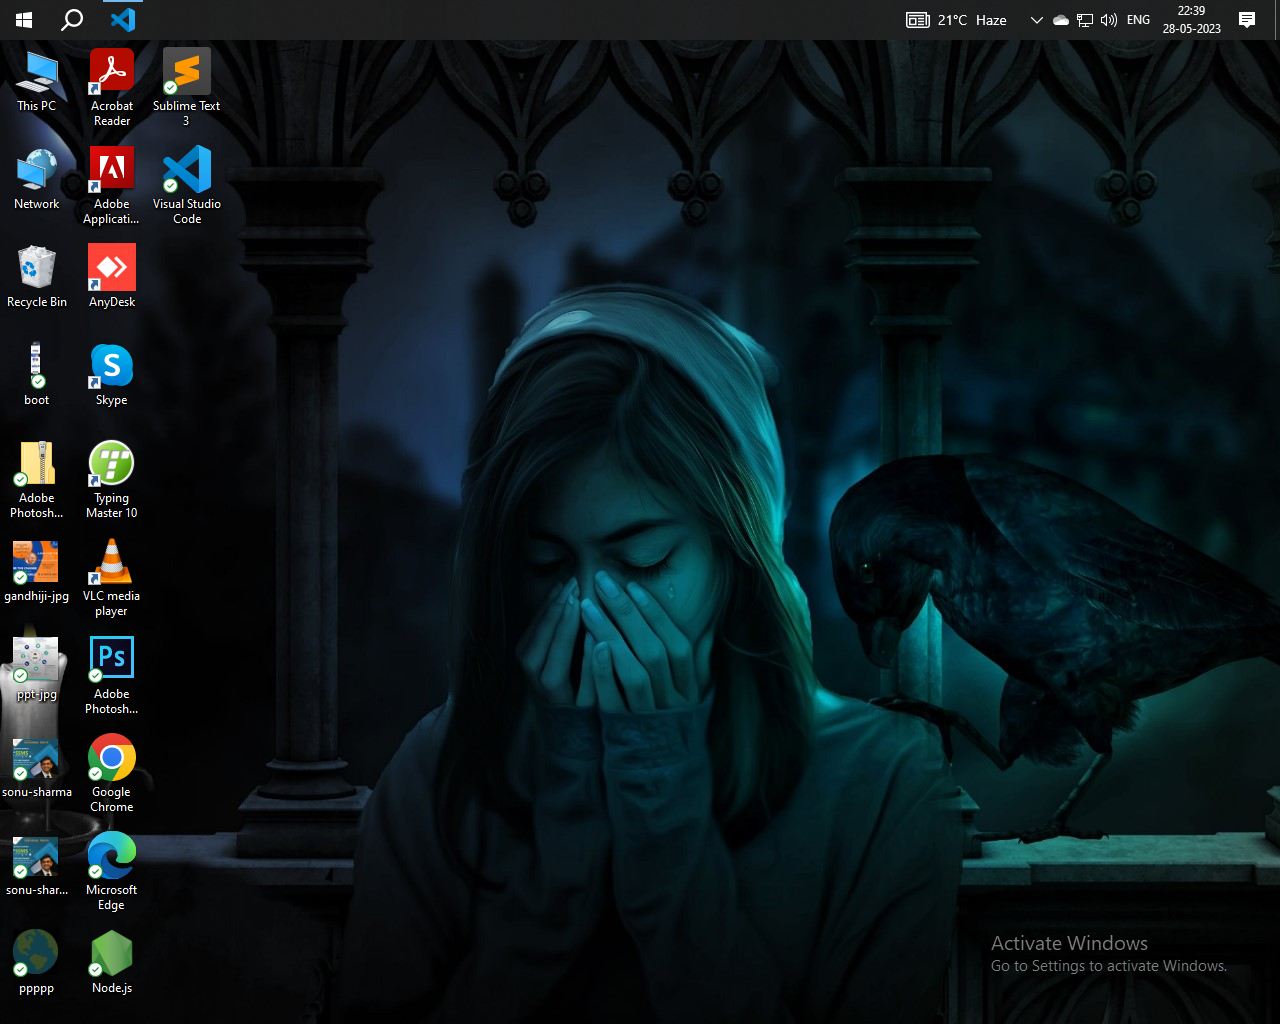 21°C Haze
ENG
22:39
28-05-2023
This PC
Acrobat
Reader
Sublime Text
3
Network
Adobe
Applicati...
Visual Studio
Code
Recycle Bin
AnyDesk
boot
Skype
Adobe
Photosh...
Typing
Master 10
gandhiji-jpg
VLC media
player
ppt-jpg
Ps
Adobe
Photosh...
sonu-sharma
Google
Chrome
sonu-shar...
Microsoft
Edge
ppppp
Node.js
Activate Windows
Go to Settings to activate Windows.